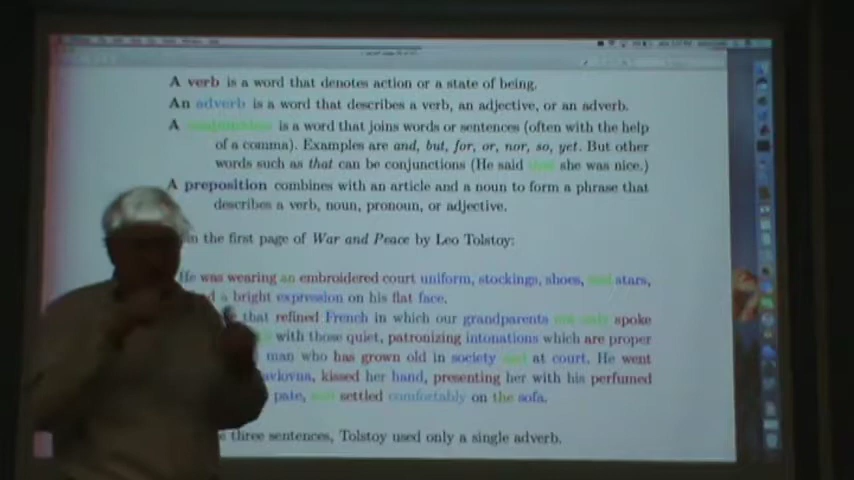 A verb is a word that denotes action or a state of being.
An adverb is a word that describes a verb, an adjective, or an adverb.
A conjunction is a word that joins words or sentences (often with the help
of a comma). Examples are and, but, for, or, nor, so, yet. But other
words such as that can be conjunctions (He said that she was nice.)
A preposition combines with an article and a noun to form a phrase that
describes a verb, noun, pronoun, or adjective.
the first page of War and Peace by Leo Tolstoy:
He was wearing an embroidered court uniform, stockings, shoes, and stars,
a bright expression on his flat face.
that refined French in which our grandparents not only spoke
with those quiet, patronizing intonations which are proper
man who has grown old in society and at court. He went
kissed her hand, presenting her with his perfumed
pate, and settled comfortably on the sofa.
three sentences, Tolstoy used only a single adverb.